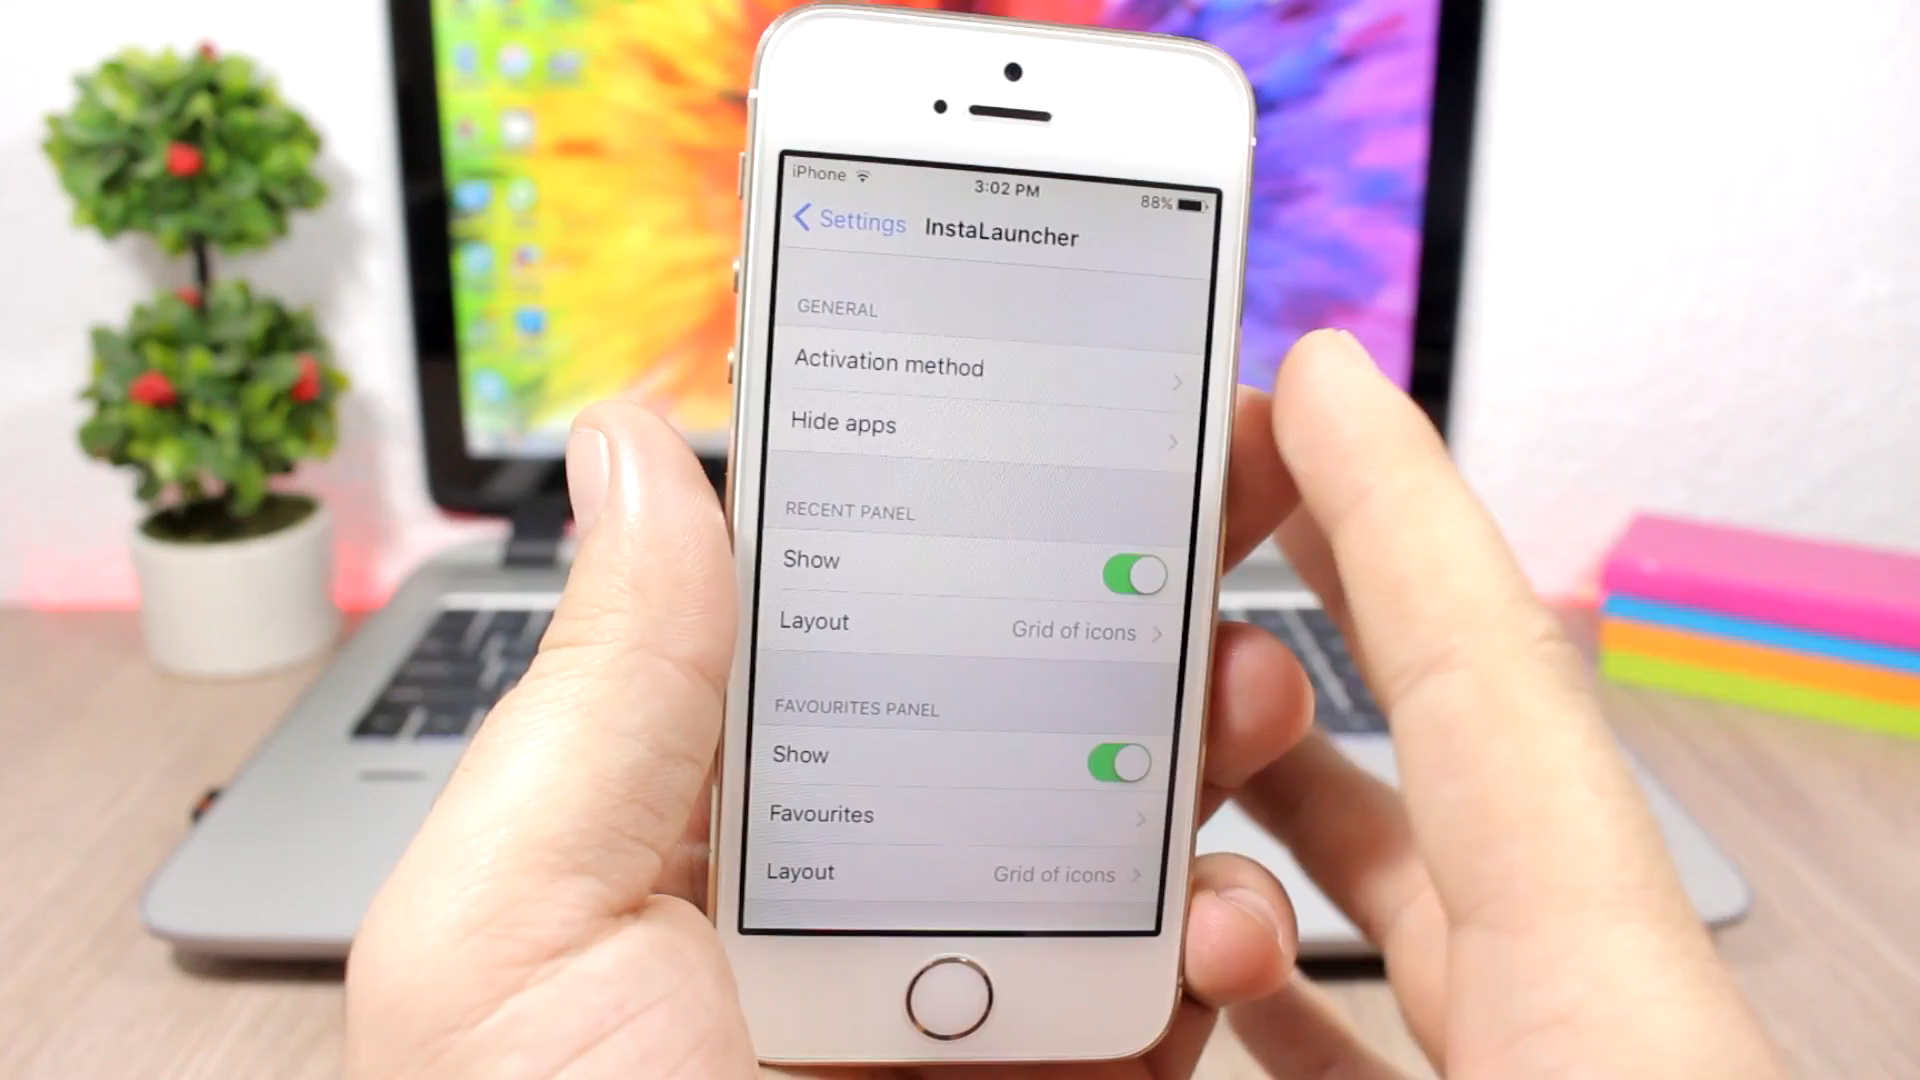 iPhone
3:02 PM
88%
Settings
InstaLauncher
GENERAL
Activation method
Hide apps
RECENT PANEL
Show
Layout
Grid of icons
FAVOURITES PANEL
Show
Favourites
Layout
Grid of icons